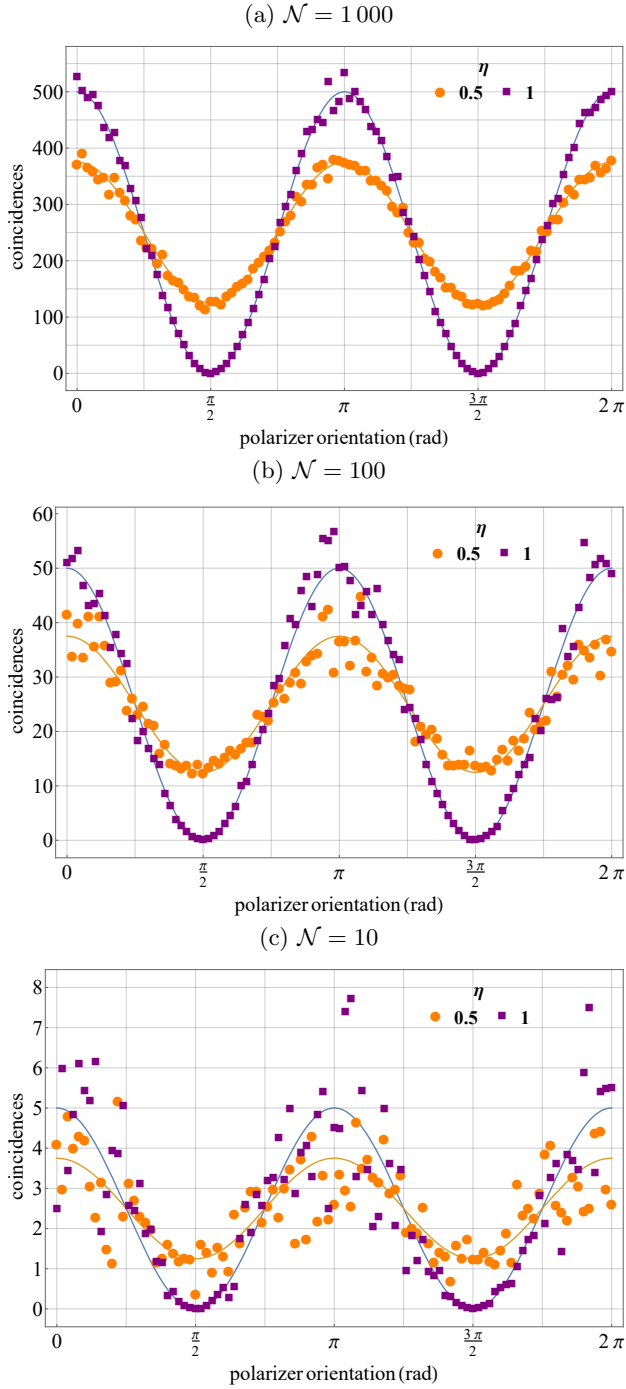 (a) 𝒩 = 1 000
η
0.5 1
500
400
300
200
100
0
coincidences
0 π/2 π 3π/2 2π
polarizer orientation (rad)
(b) 𝒩 = 100
60
η
0.5 1
50
40
30
20
10
0
coincidences
0 π/2 π 3π/2 2π
polarizer orientation (rad)
(c) 𝒩 = 10
8
η
0.5 1
7
6
5
4
3
2
1
0
coincidences
0 π/2 π 3π/2 2π
polarizer orientation (rad)